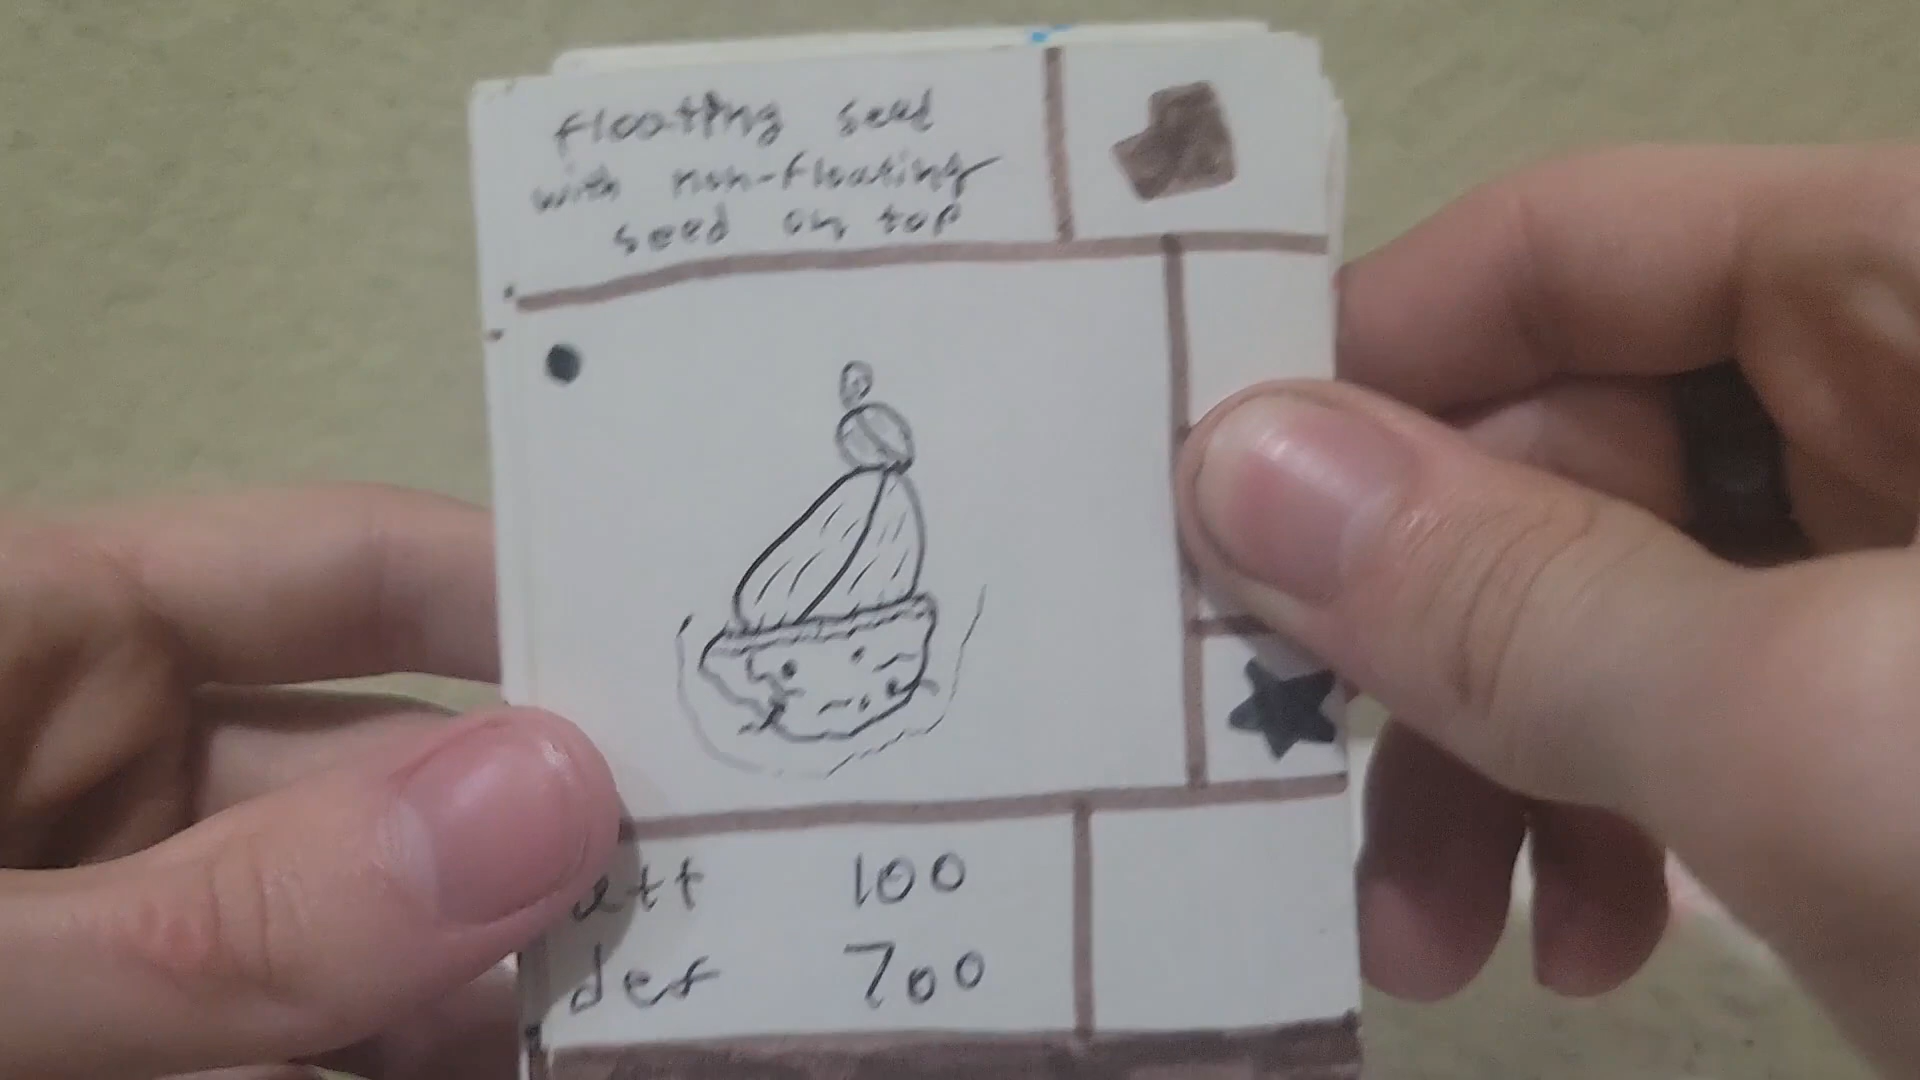 floating seed
with non-floating
seed on top
att 100
def 700